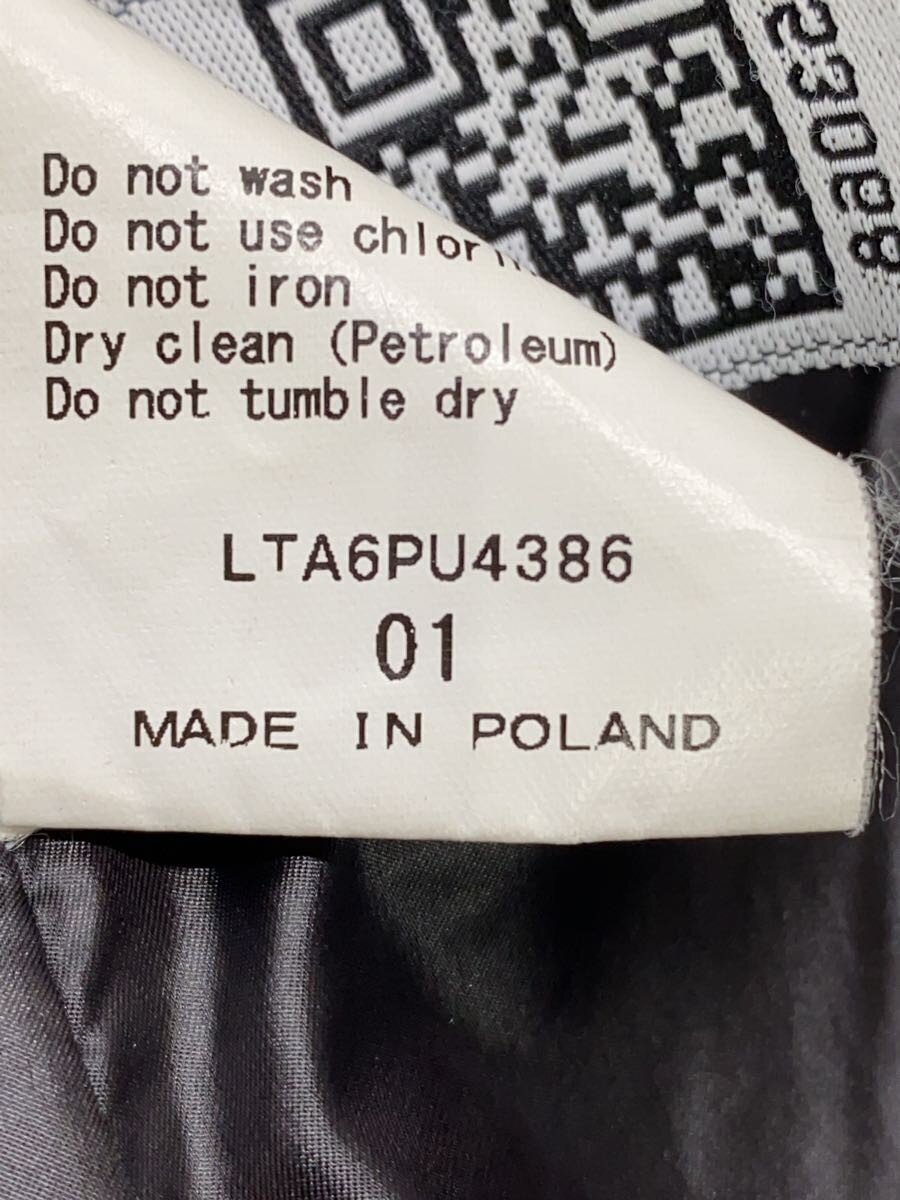 Do not wash
Do not use
Do not iron
Dry clean (Petroleum)
Do not tumble dry
LTA6PU4386
01
MADE IN POLAND